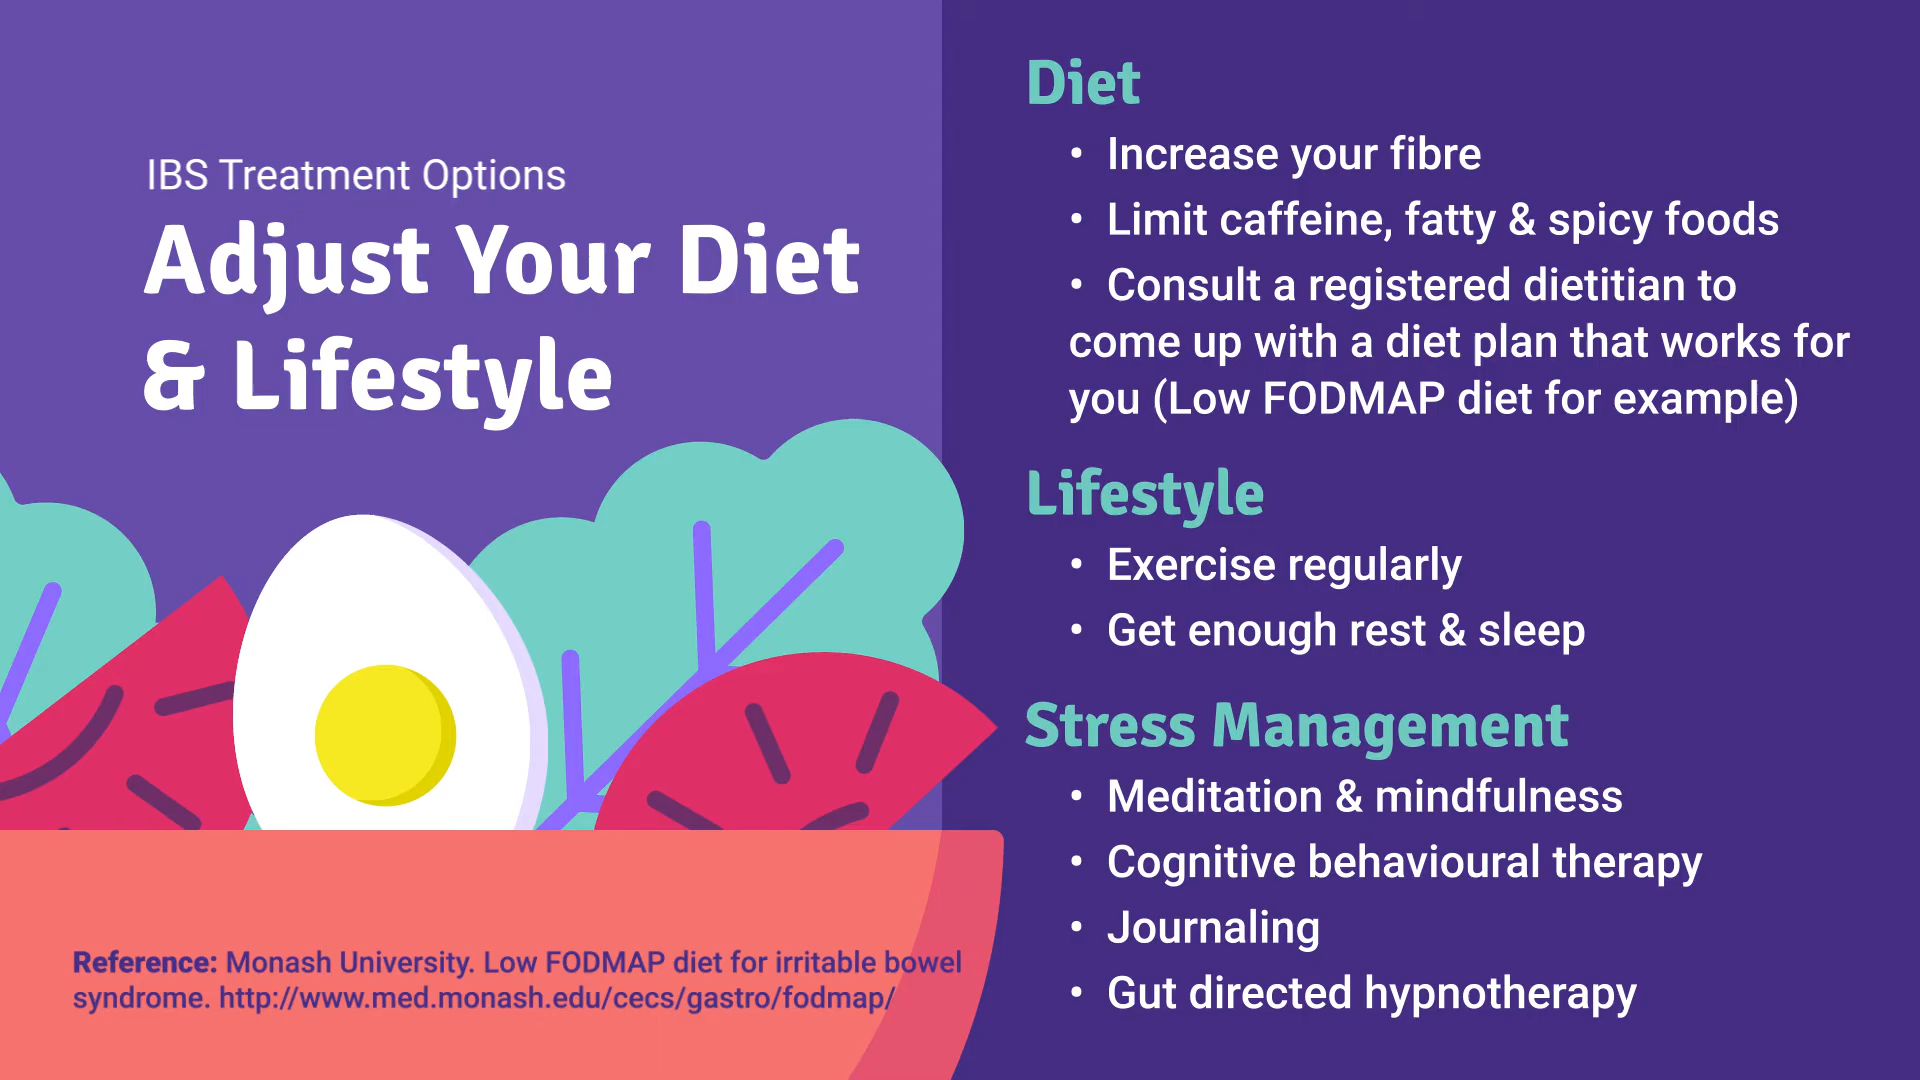 IBS Treatment Options
Adjust Your Diet
& Lifestyle
Reference: Monash University. Low FODMAP diet for irritable bowel
syndrome. http://www.med.monash.edu/cecs/gastro/fodmap/
Diet
• Increase your fibre
• Limit caffeine, fatty & spicy foods
• Consult a registered dietitian to
come up with a diet plan that works for
you (Low FODMAP diet for example)
Lifestyle
• Exercise regularly
• Get enough rest & sleep
Stress Management
• Meditation & mindfulness
• Cognitive behavioural therapy
• Journaling
• Gut directed hypnotherapy